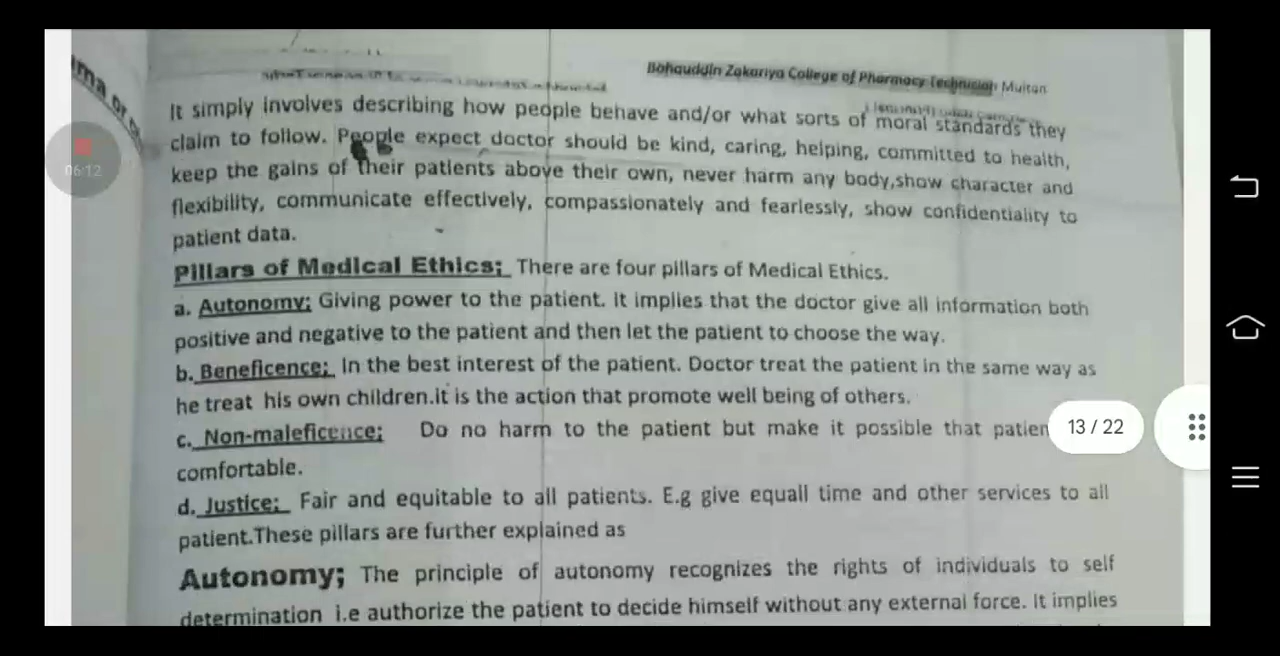 Bahauddin Zakariya College of Pharmacy Technician Multan
It simply involves describing how people behave and/or what sorts of moral standards they
claim to follow. People expect doctor should be kind, caring, helping, committed to health,
06:12
keep the gains of their patients above their own, never harm any body,show character and
flexibility, communicate effectively, compassionately and fearlessly, show confidentiality to
patient data.
Pillars of Medical Ethics; There are four pillars of Medical Ethics.
a. Autonomy; Giving power to the patient. It implies that the doctor give all information both
positive and negative to the patient and then let the patient to choose the way.
b. Beneficence; In the best interest of the patient. Doctor treat the patient in the same way as
he treat his own children.it is the action that promote well being of others.
c. Non-maleficence; Do no harm to the patient but make it possible that patien
13 / 22
comfortable.
d. Justice; Fair and equitable to all patients. E.g give equall time and other services to all
patient.These pillars are further explained as
Autonomy; The principle of autonomy recognizes the rights of individuals to self
determination i.e authorize the patient to decide himself without any external force. It implies